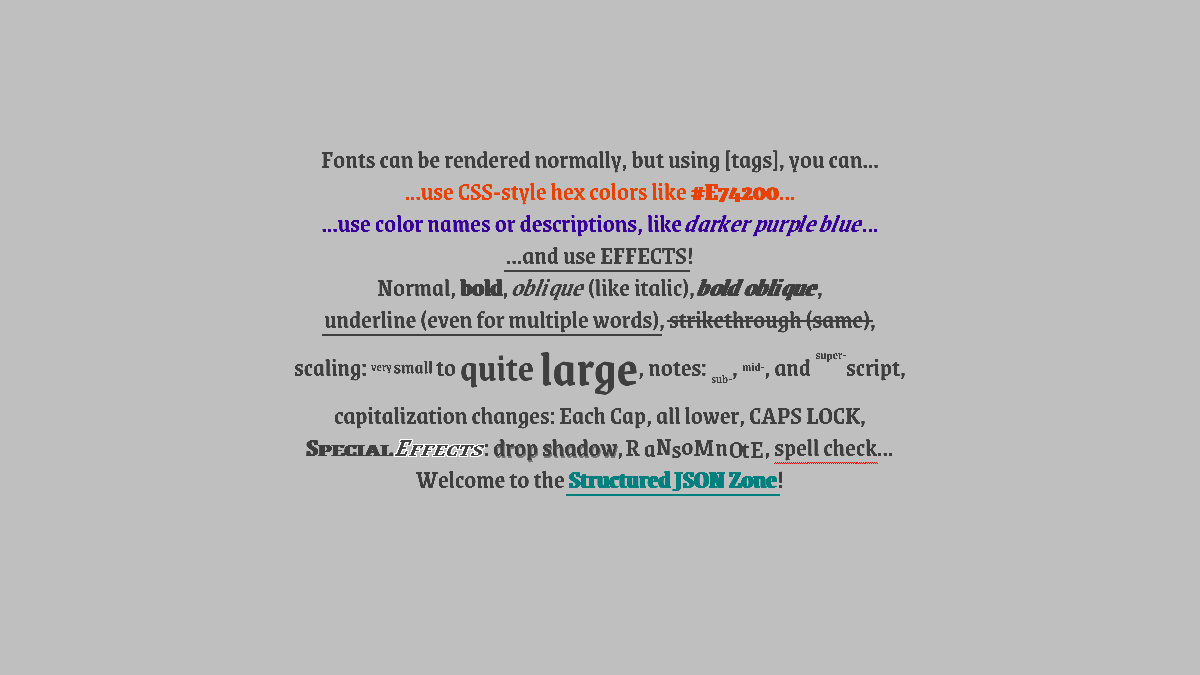 Fonts can be rendered normally, but using [tags], you can...
...use CSS-style hex colors like #E74200...
...use color names or descriptions, like darker purple blue...
...and use EFFECTS!
Normal, bold, oblique (like italic), bold oblique,
underline (even for multiple words), strikethrough (same),
scaling: very small to quite large, notes: sub-, mid-, and super-script,
capitalization changes: Each Cap, all lower, CAPS LOCK,
Special Effects: drop shadow, RaNsoMnOtE, spell check...
Welcome to the Structured JSON Zone!